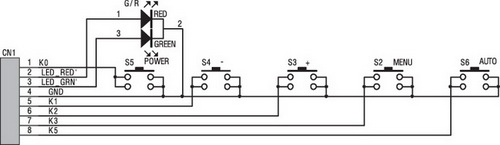 G/R
1 RED
2
3 GREEN
CN1
1 K0
2 LED_RED'
3 LED_GRN'
4 GND
5 K1
6 K2
7 K3
8 K5
S5 POWER
S4 -
S3 +
S2 MENU
S6 AUTO